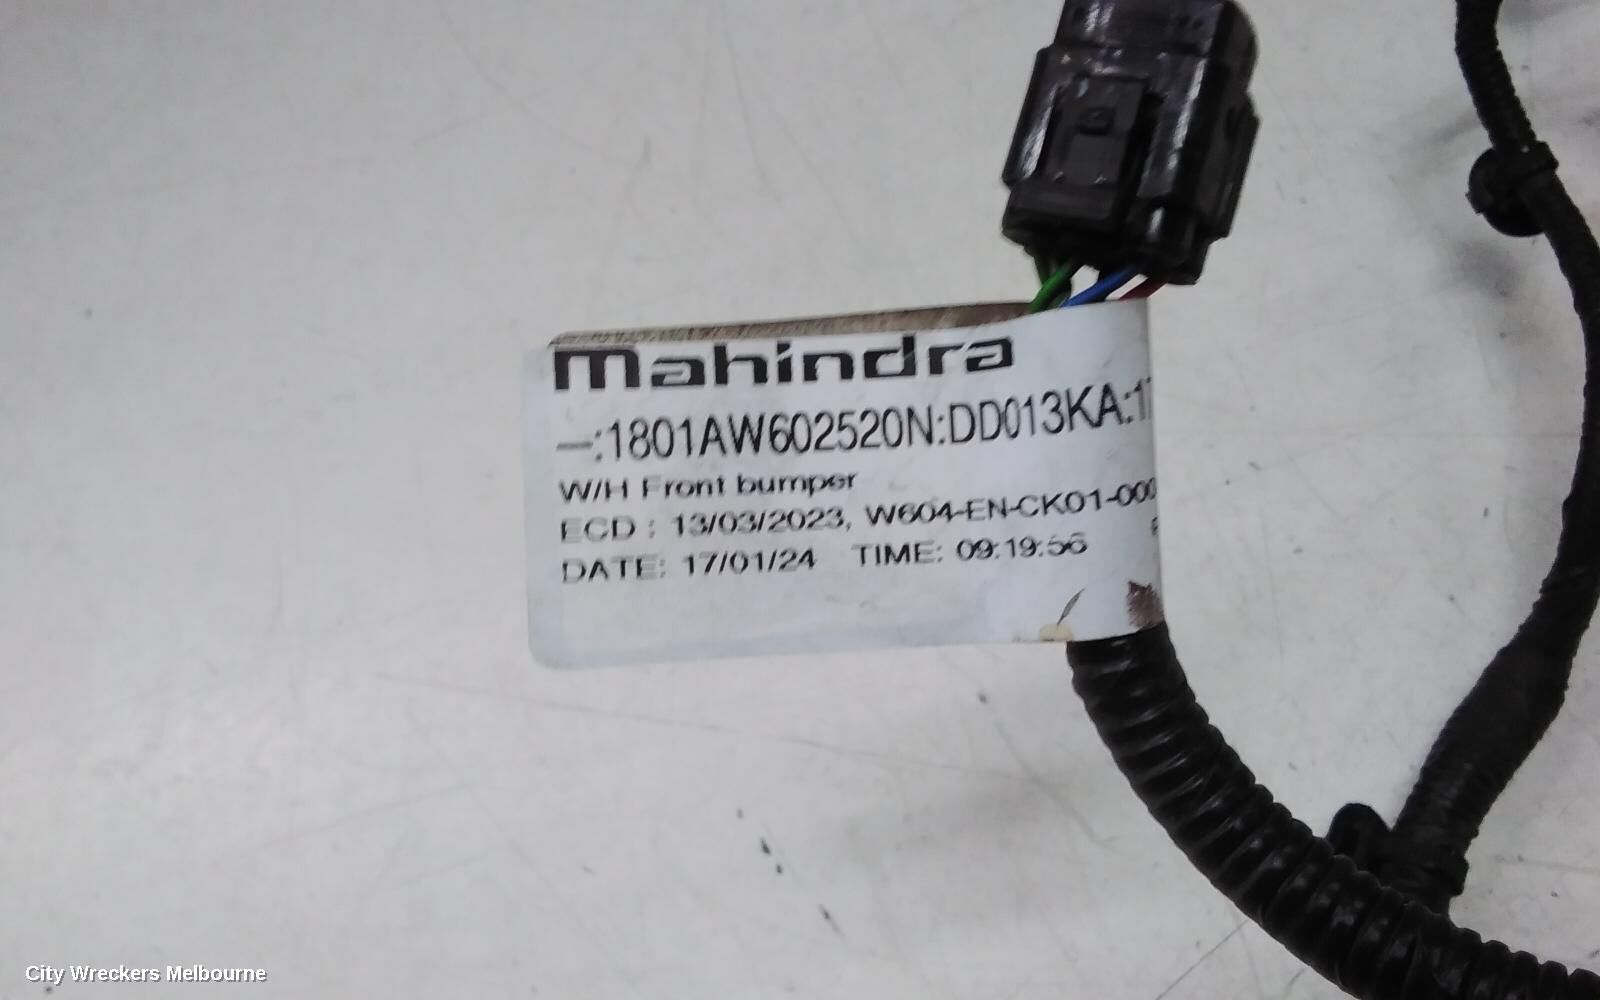 mahindra
—:1801AW602520N:DD013KA:1
W/H Front bumper
ECD : 13/03/2023, W604-EN-CK01-000
DATE: 17/01/24 TIME: 09:19:56
City Wreckers Melbourne